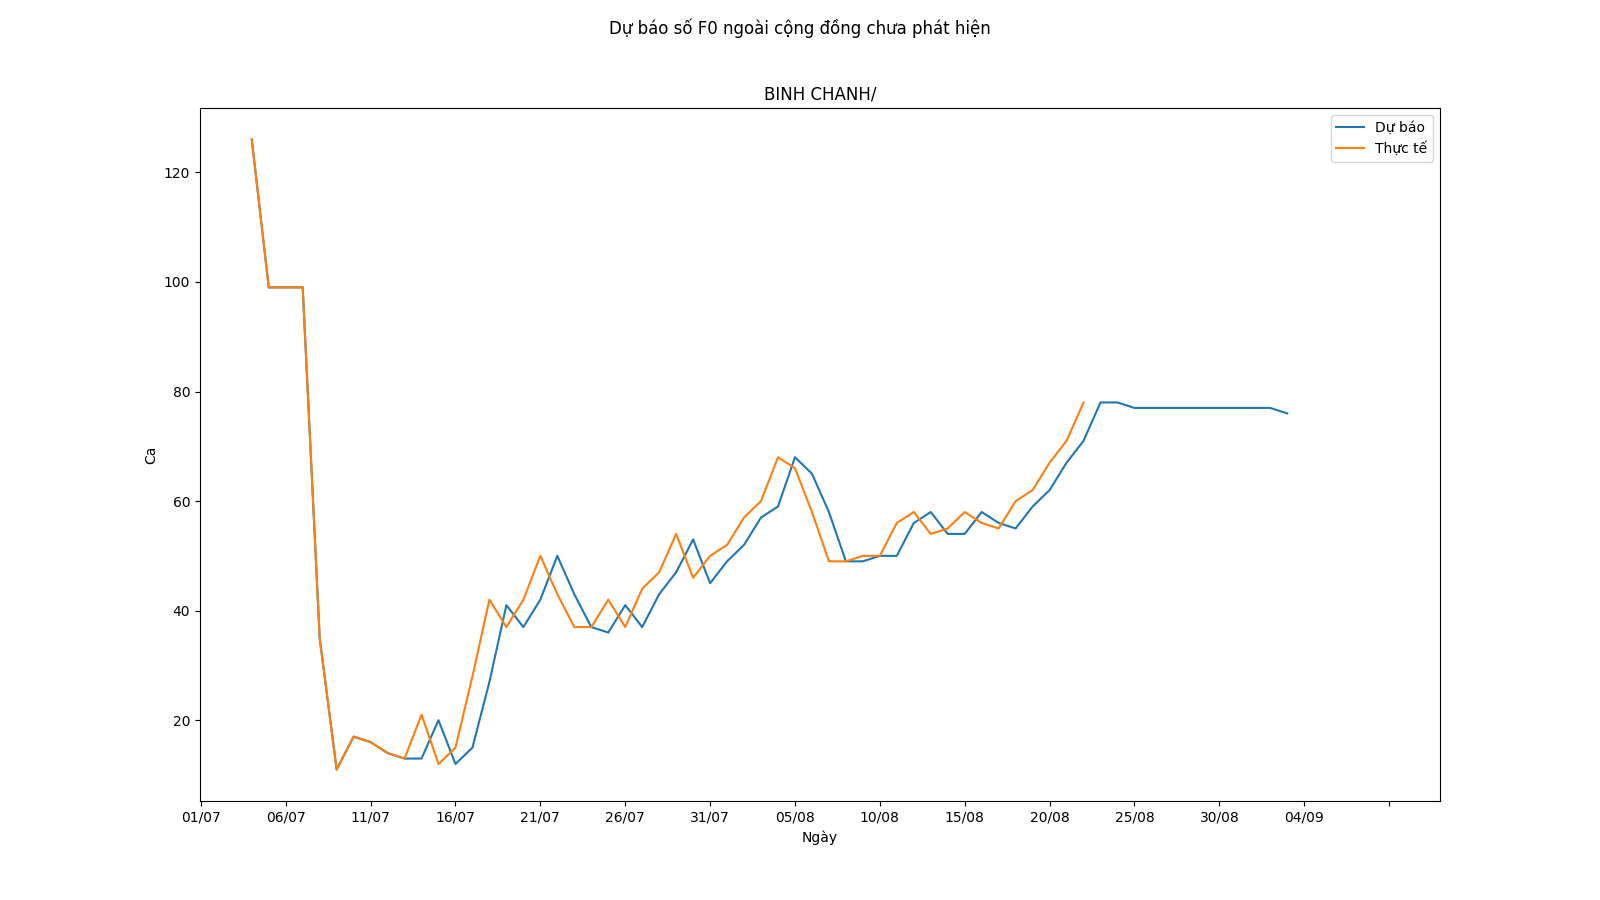 Dự báo số F0 ngoài cộng đồng chưa phát hiện
BINH CHANH/
Dự báo
Thực tế
120
100
80
60
40
20
Ca
01/07 06/07 11/07 16/07 21/07 26/07 31/07 05/08 10/08 15/08 20/08 25/08 30/08 04/09
Ngày